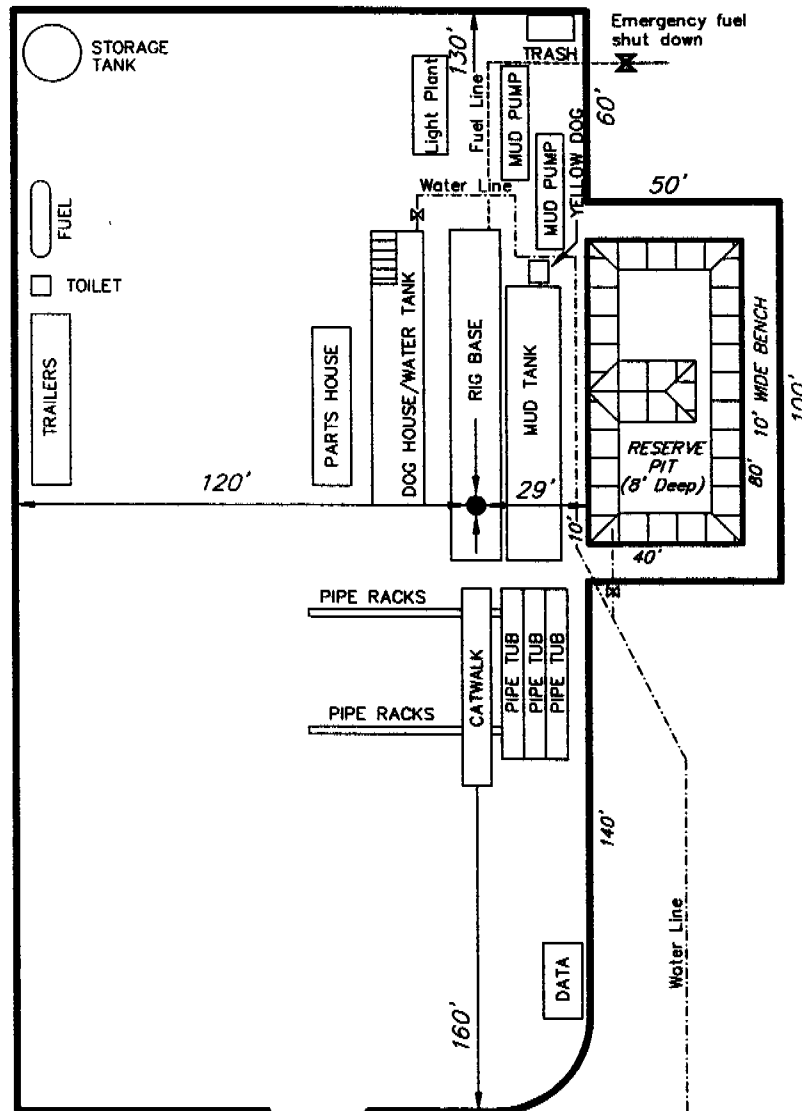 STORAGE
TANK
Light Plant
130'
Fuel Line
TRASH
MUD PUMP
Emergency fuel
shut down
60'
MUD PUMP
YELLOW DOG
Water Line
50'
FUEL
TOILET
TRAILERS
PARTS HOUSE
DOG HOUSE/WATER TANK
RIG BASE
MUD TANK
RESERVE
PIT
(8' Deep)
80'
10' WIDE BENCH
100'
120'
29'
10'
40'
PIPE RACKS
PIPE RACKS
CATWALK
PIPE TUB
PIPE TUB
PIPE TUB
140'
160'
DATA
Water Line